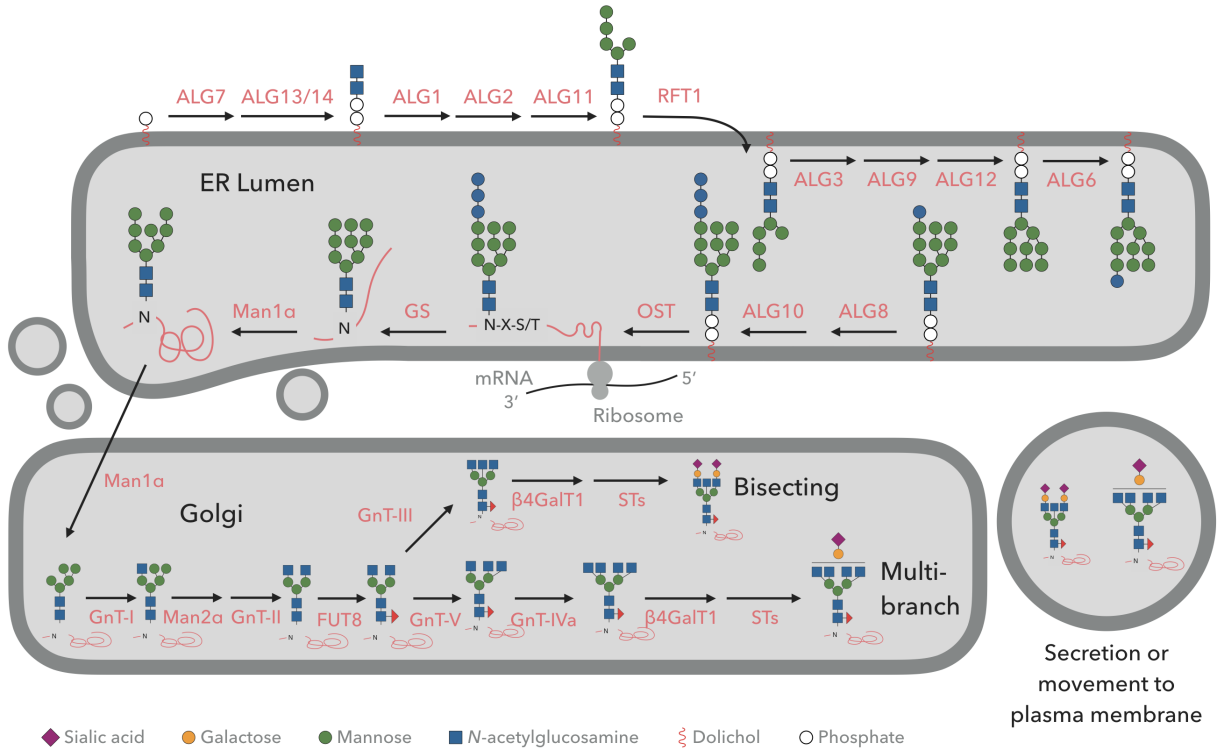 ALG7 ALG13/14 ALG1 ALG2 ALG11 RFT1
ER Lumen
ALG3 ALG9 ALG12 ALG6
Man1α GS N-X-S/T OST ALG10 ALG8
N N
mRNA 5′
3′
Ribosome
Man1α
Golgi
GnT-III
β4GalT1 STs
Bisecting
N N
GnT-I Man2α GnT-II FUT8 GnT-V GnT-IVa β4GalT1 STs
Multi-
branch
N N N N N N N
N N
Secretion or
movement to
plasma membrane
Sialic acid Galactose Mannose N-acetylglucosamine Dolichol Phosphate